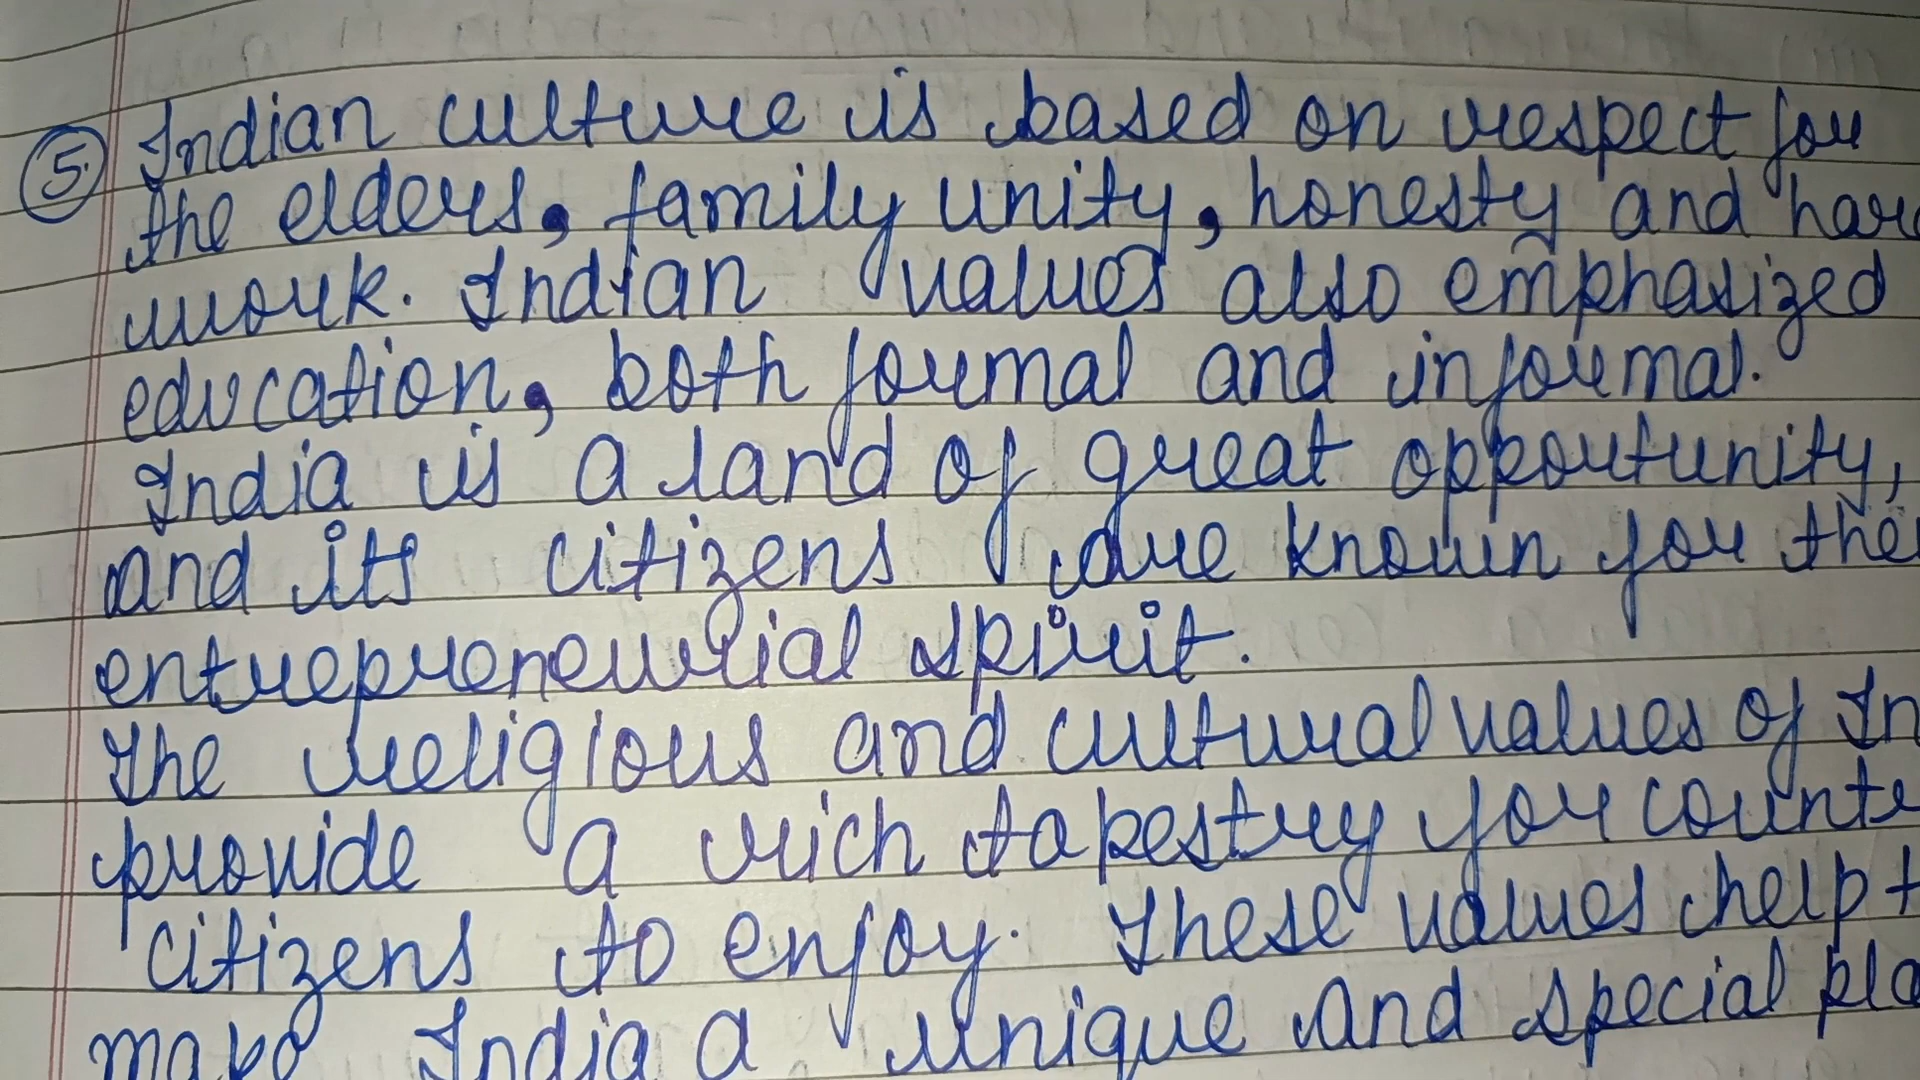 5. Indian culture is based on respect for
the elders, family unity, honesty and hard
work. Indian values also emphasized
education, both formal and informal.
India is a land of great opportunity,
and its citizens are known for
entrepreneurial spirit.
The religious and cultural values of
provide a rich tapestry for
citizens to enjoy. These values help
make India a unique and special